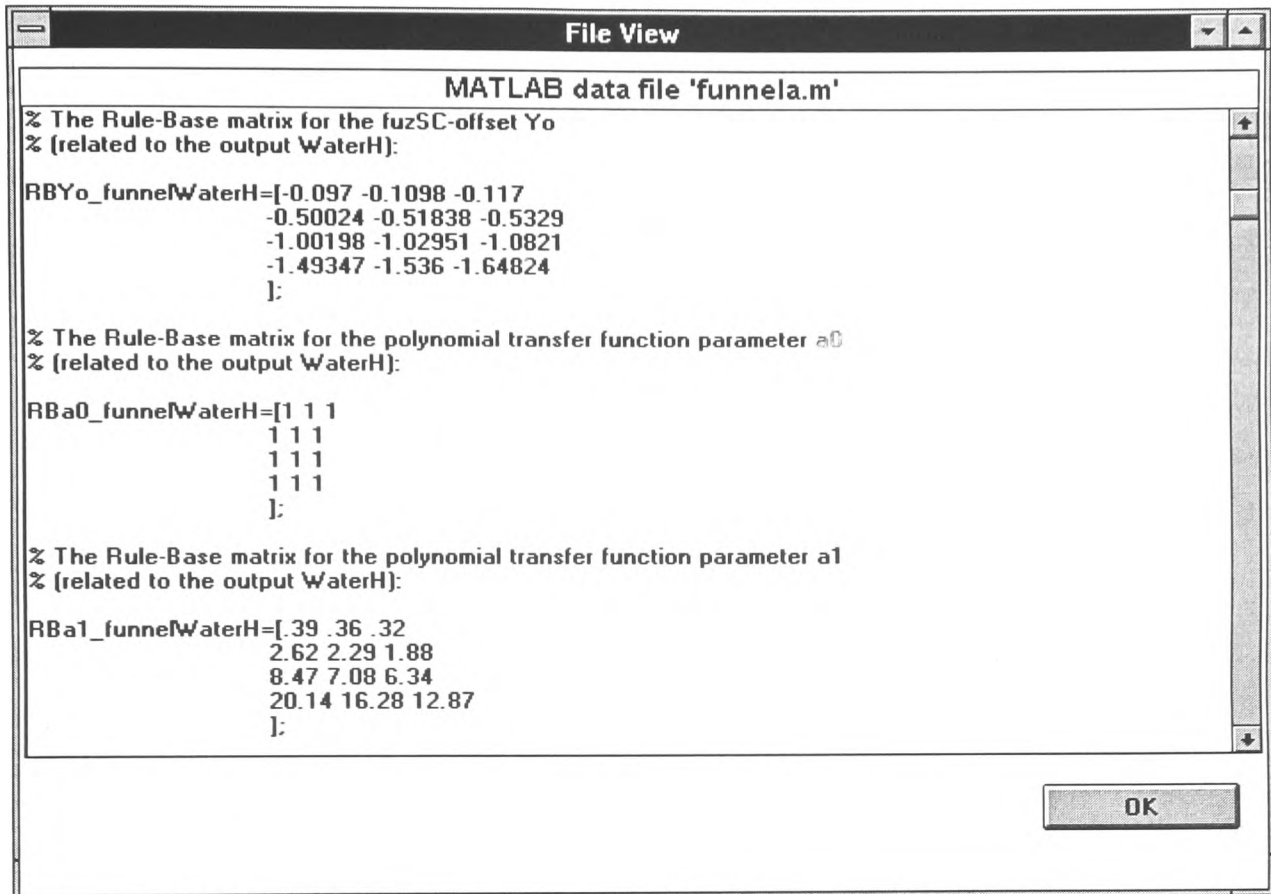 File View
MATLAB data file 'funnela.m'
% The Rule-Base matrix for the fuzSC-offset Yo
% (related to the output WaterH):
RBYo_funnelWaterH=[-0.097 -0.1098 -0.117
-0.50024 -0.51838 -0.5329
-1.00198 -1.02951 -1.0821
-1.49347 -1.536 -1.64824
];
% The Rule-Base matrix for the polynomial transfer function parameter a0
% (related to the output WaterH):
RBa0_funnelWaterH=[1 1 1
1 1 1
1 1 1
1 1 1
];
% The Rule-Base matrix for the polynomial transfer function parameter a1
% (related to the output WaterH):
RBa1_funnelWaterH=[.39 .36 .32
2.62 2.29 1.88
8.47 7.08 6.34
20.14 16.28 12.87
];
OK